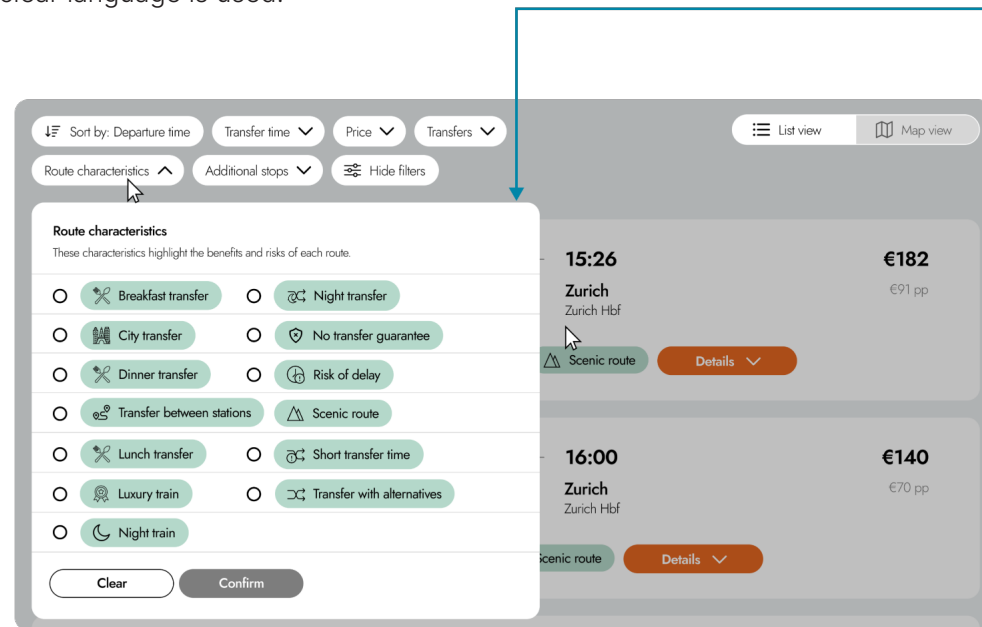 clear language is used.
Sort by: Departure time Transfer time Price Transfers
List view Map view
Route characteristics Additional stops Hide filters
Route characteristics
These characteristics highlight the benefits and risks of each route.
Breakfast transfer Night transfer
City transfer No transfer guarantee
Dinner transfer Risk of delay
Transfer between stations Scenic route
Lunch transfer Short transfer time
Luxury train Transfer with alternatives
Night train
Clear Confirm
15:26 €182
Zurich €91 pp
Zurich Hbf
Scenic route Details
16:00 €140
Zurich €70 pp
Zurich Hbf
Scenic route Details